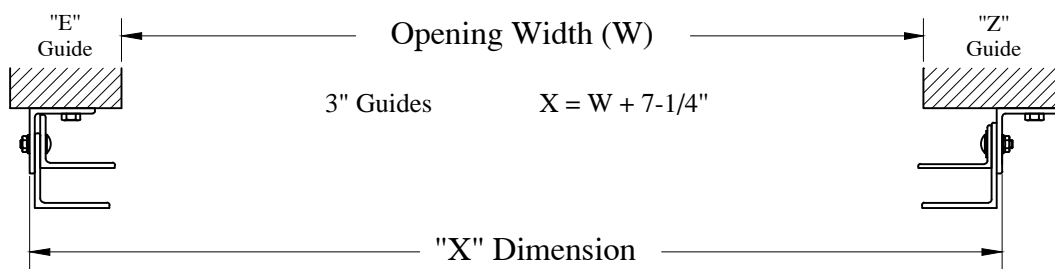 "E"
Guide
Opening Width (W)
"Z"
Guide
3" Guides X = W + 7-1/4"
"X" Dimension